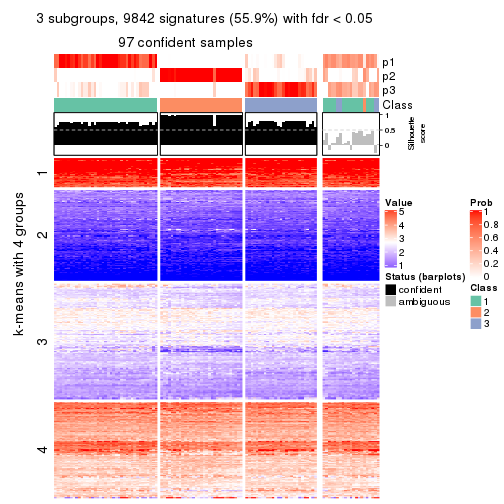 3 subgroups, 9842 signatures (55.9%) with fdr < 0.05
97 confident samples
p1
p2
p3
Class
1
0.5
0
Silhouette
score
k-means with 4 groups
1
2
3
4
Value
5
4
3
2
1
Status (barplots)
confident
ambiguous
Prob
1
0.8
0.6
0.4
0.2
0
Class
1
2
3